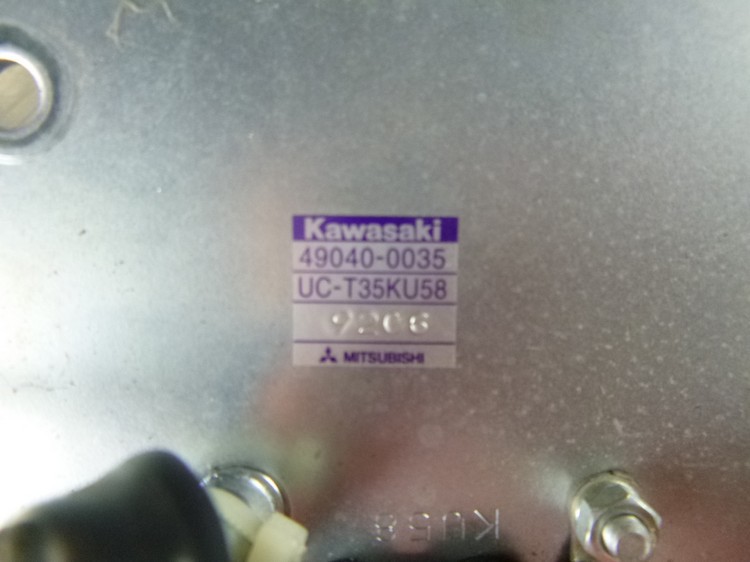 Kawasaki
49040-0035
UC-T35KU58
9206
MITSUBISHI
KU58